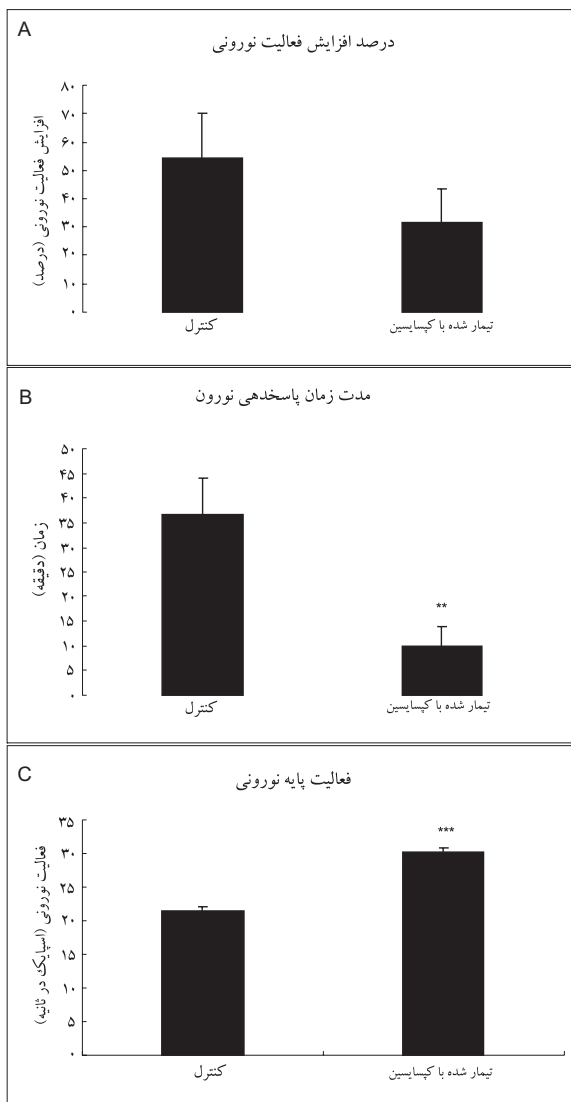 A
درصد افزایش فعالیت نورونی
افزایش فعالیت نورونی (درصد)
۸۰
۷۰
۶۰
۵۰
۴۰
۳۰
۲۰
۱۰
۰
کنترل
تیمار شده با کپسایسین
B
مدت زمان پاسخدهی نورون
زمان (دقیقه)
۵۰
۴۵
۴۰
۳۵
۳۰
۲۵
۲۰
۱۵
۱۰
۵
۰
**
کنترل
تیمار شده با کپسایسین
C
فعالیت پایه نورونی
فعالیت نورونی (اسپایک در ثانیه)
۳۵
۳۰
۲۵
۲۰
۱۵
۱۰
۵
۰
***
کنترل
تیمار شده با کپسایسین